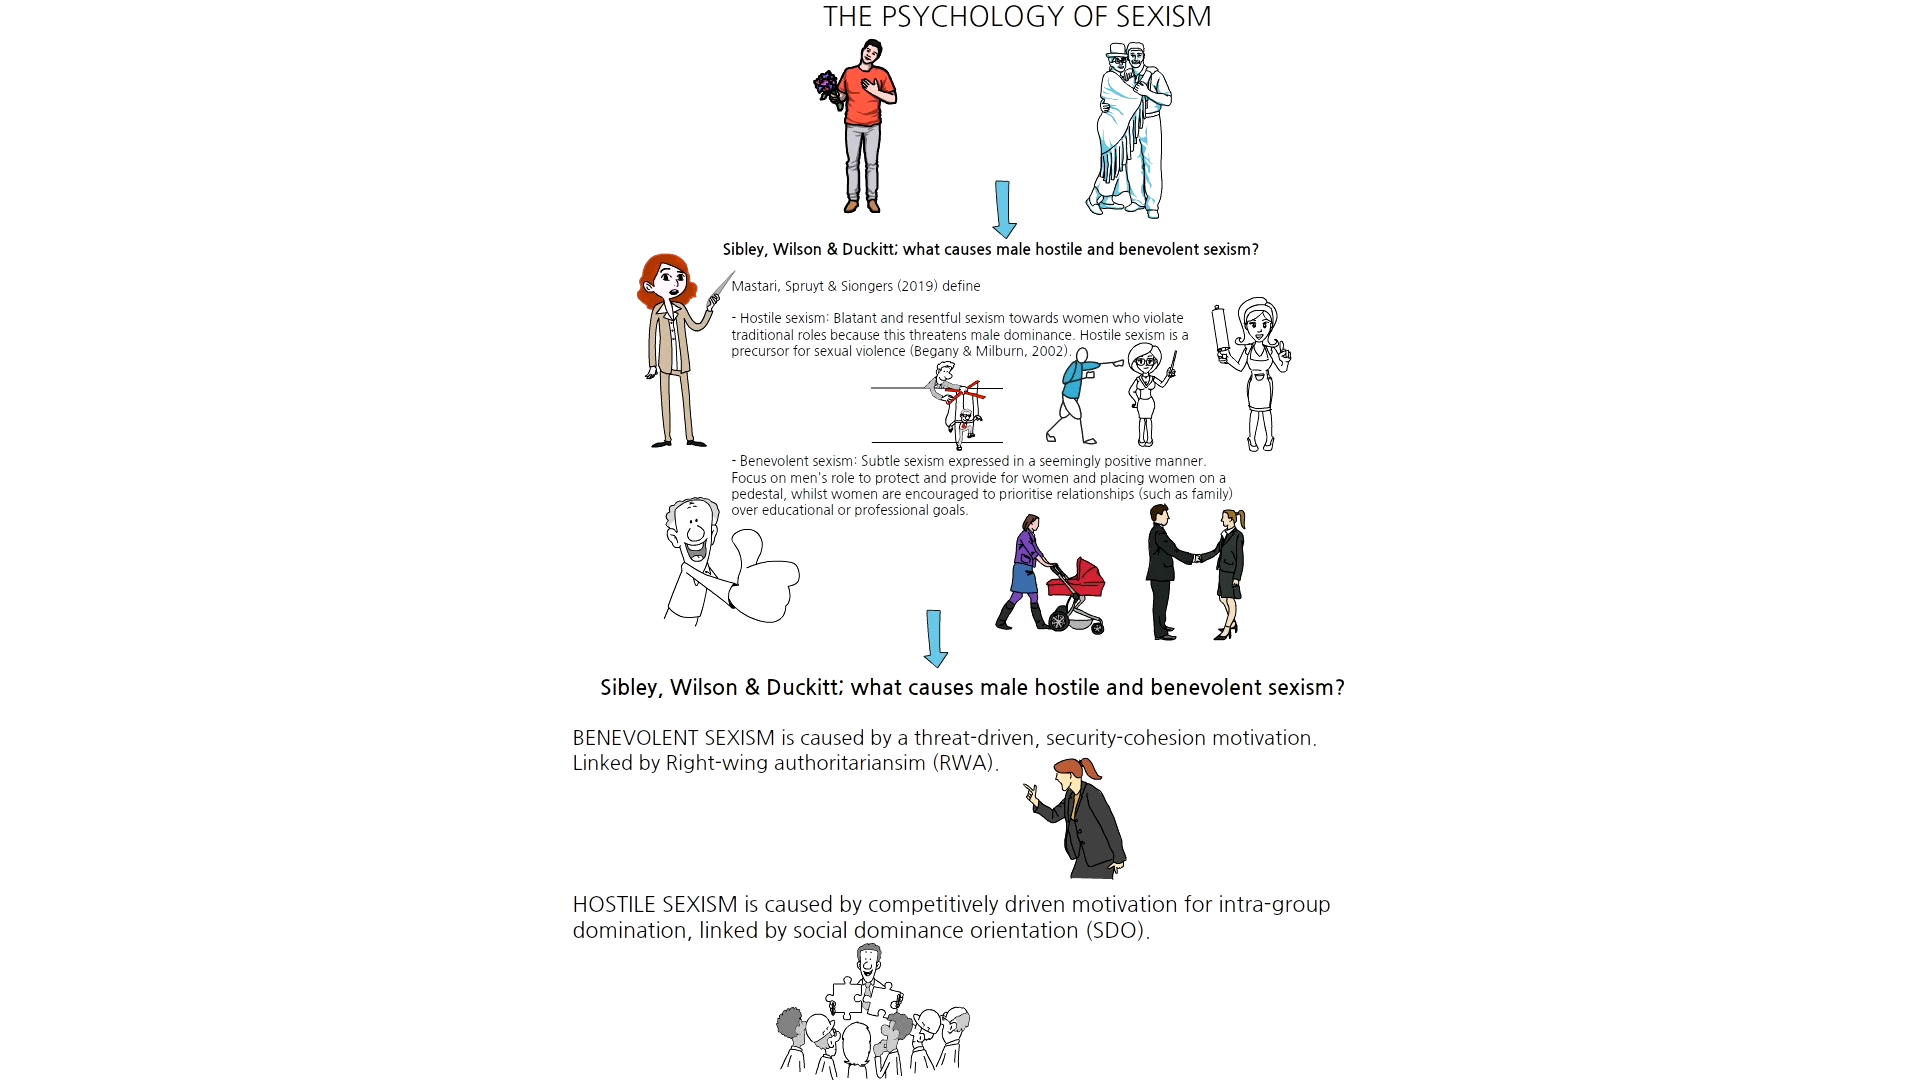 THE PSYCHOLOGY OF SEXISM
Sibley, Wilson & Duckitt; what causes male hostile and benevolent sexism?
Mastari, Spruyt & Siongers (2019) define
- Hostile sexism: Blatant and resentful sexism towards women who violate
traditional roles because this threatens male dominance. Hostile sexism is a
precursor for sexual violence (Begany & Milburn, 2002).
- Benevolent sexism: Subtle sexism expressed in a seemingly positive manner.
Focus on men's role to protect and provide for women and placing women on a
pedestal, whilst women are encouraged to prioritise relationships (such as family)
over educational or professional goals.
Sibley, Wilson & Duckitt; what causes male hostile and benevolent sexism?
BENEVOLENT SEXISM is caused by a threat-driven, security-cohesion motivation.
Linked by Right-wing authoritariansim (RWA).
HOSTILE SEXISM is caused by competitively driven motivation for intra-group
domination, linked by social dominance orientation (SDO).